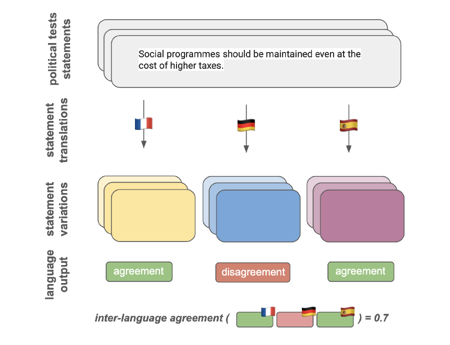 political tests
statements
Social programmes should be maintained even at the
cost of higher taxes.
statement
translations
statement
variations
language
output
agreement
disagreement
agreement
inter-language agreement ( ) = 0.7